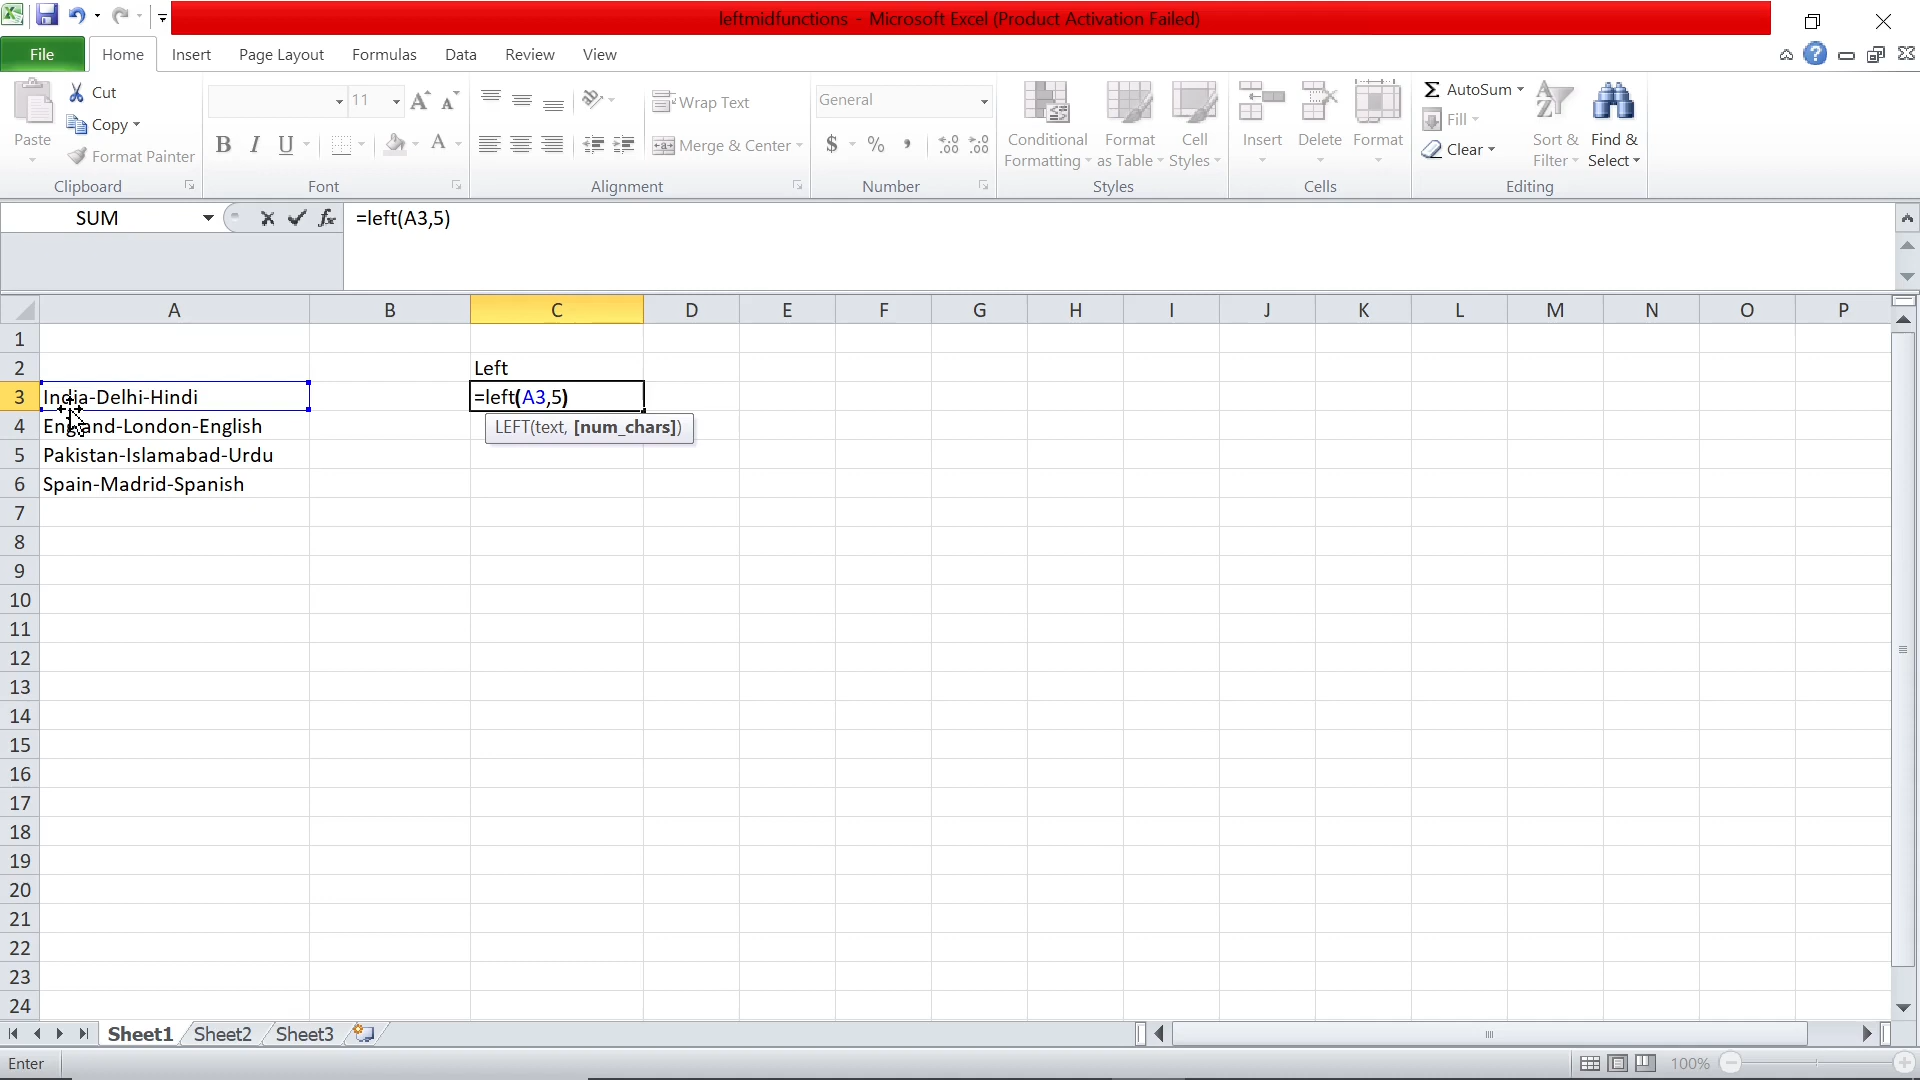 leftmidfunctions - Microsoft Excel (Product Activation Failed)
File Home Insert Page Layout Formulas Data Review View
Paste
Cut
Copy
Format Painter
Clipboard
11
B I U
Font
Wrap Text
Merge & Center
Alignment
General
$ % ,
Number
Conditional Formatting
Format as Table
Cell Styles
Styles
Insert Delete Format
Cells
AutoSum
Fill
Clear
Sort & Filter
Find & Select
Editing
SUM fx =left(A3,5)
A B C D E F G H I J K L M N O P
1
2 Left
3 India-Delhi-Hindi =left(A3,5)
LEFT(text, [num_chars])
4 England-London-English
5 Pakistan-Islamabad-Urdu
6 Spain-Madrid-Spanish
7
8
9
10
11
12
13
14
15
16
17
18
19
20
21
22
23
24
Sheet1 Sheet2 Sheet3
Enter 100%